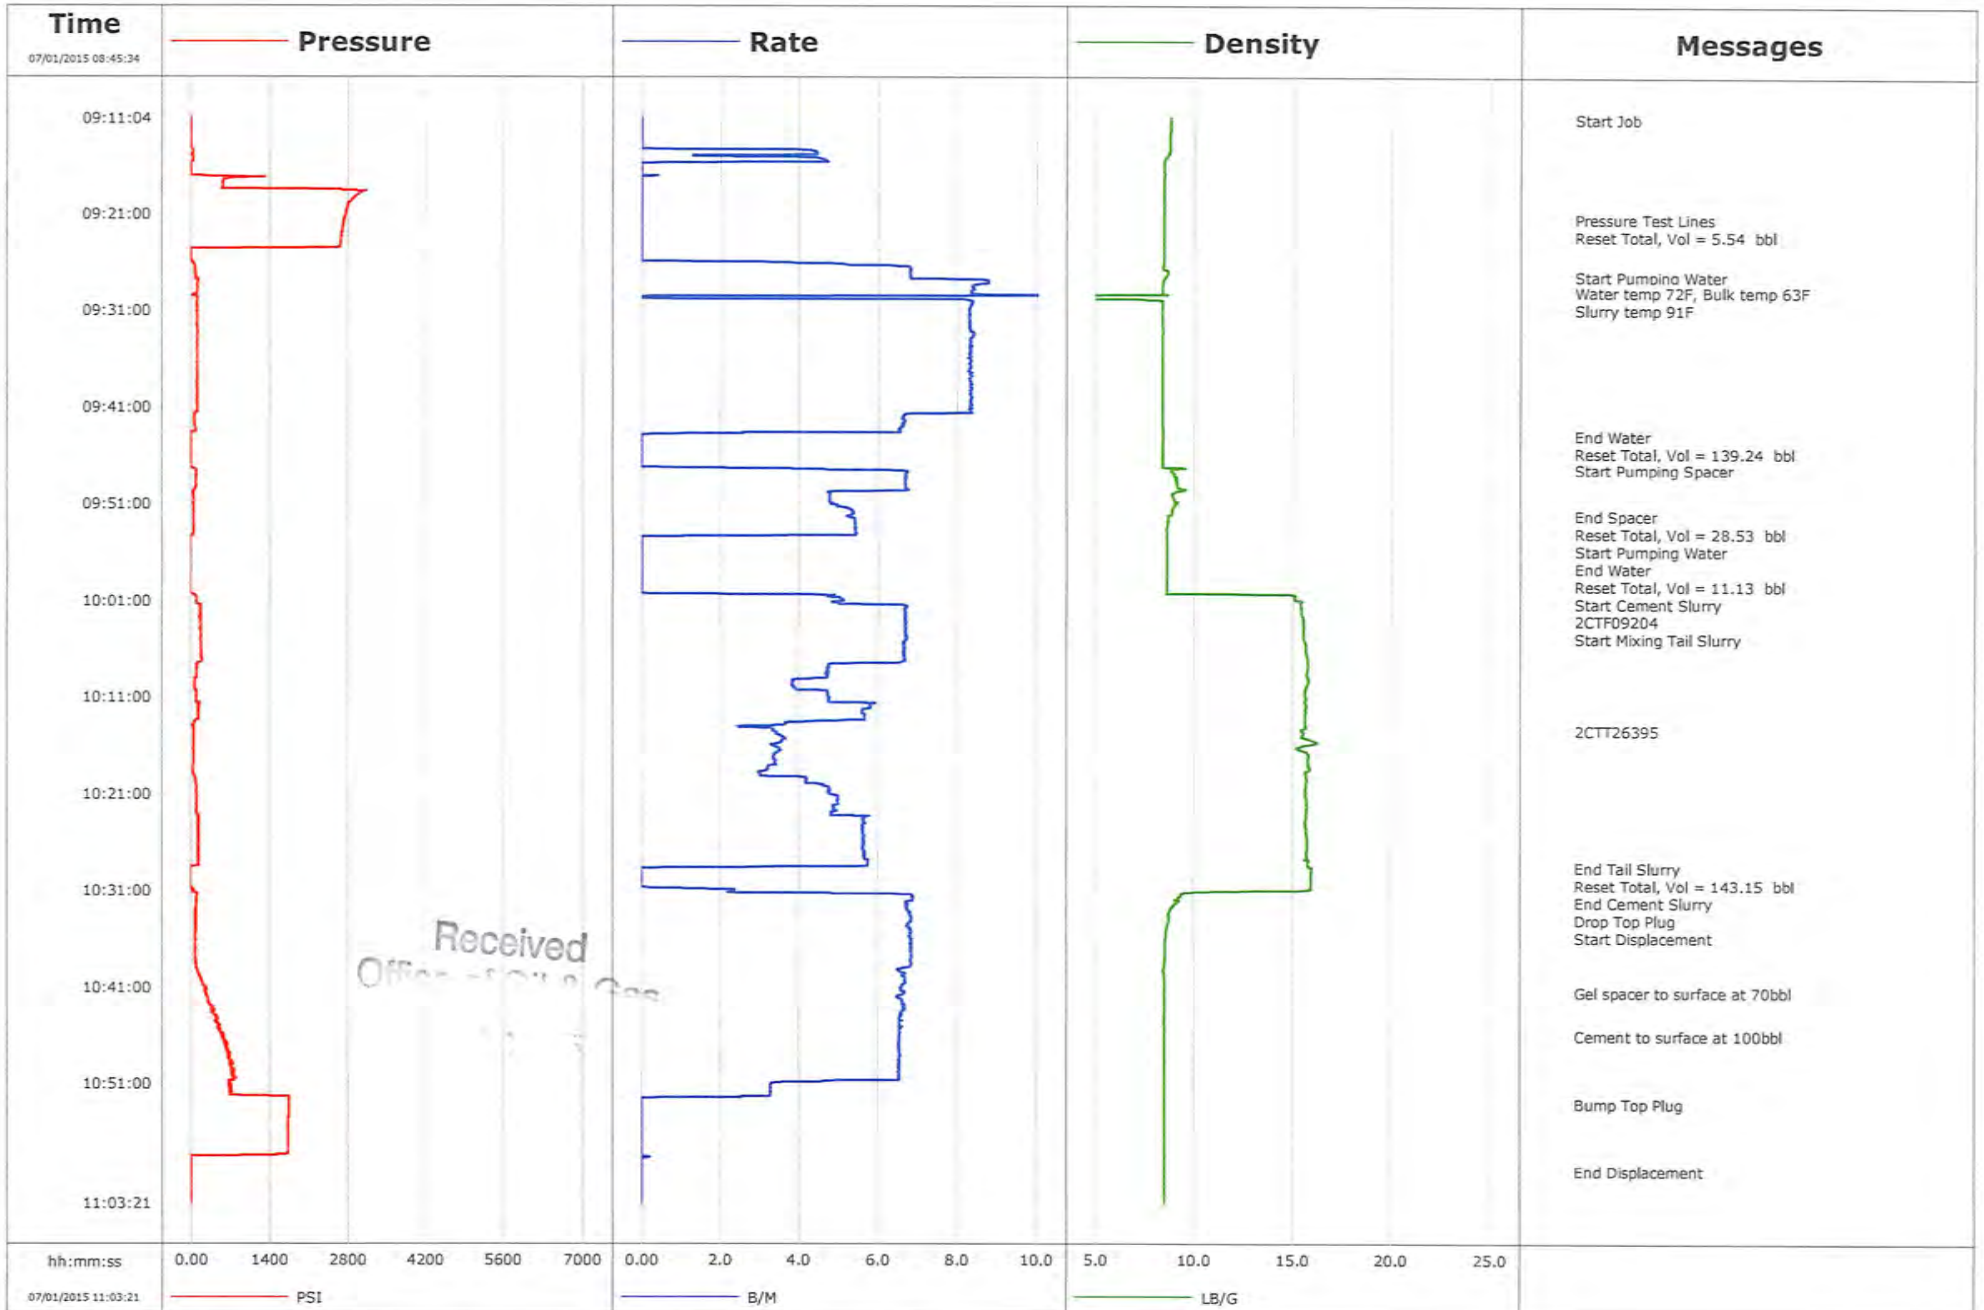 Time
07/01/2015 08:45:34
Pressure
Rate
Density
Messages
09:11:04
Start Job
09:21:00
Pressure Test Lines
Reset Total, Vol = 5.54 bbl
Start Pumping Water
Water temp 72F, Bulk temp 63F
09:31:00
Slurry temp 91F
09:41:00
End Water
Reset Total, Vol = 139.24 bbl
Start Pumping Spacer
09:51:00
End Spacer
Reset Total, Vol = 28.53 bbl
Start Pumping Water
End Water
Reset Total, Vol = 11.13 bbl
10:01:00
Start Cement Slurry
2CTF09204
Start Mixing Tail Slurry
10:11:00
2CTT26395
10:21:00
End Tail Slurry
10:31:00
Reset Total, Vol = 143.15 bbl
End Cement Slurry
Drop Top Plug
Start Displacement
Received
Office of Oil & Gas
10:41:00
Gel spacer to surface at 70bbl
Cement to surface at 100bbl
10:51:00
Bump Top Plug
End Displacement
11:03:21
hh:mm:ss
0.00 1400 2800 4200 5600 7000
0.00 2.0 4.0 6.0 8.0 10.0
5.0 10.0 15.0 20.0 25.0
07/01/2015 11:03:21
PSI
B/M
LB/G